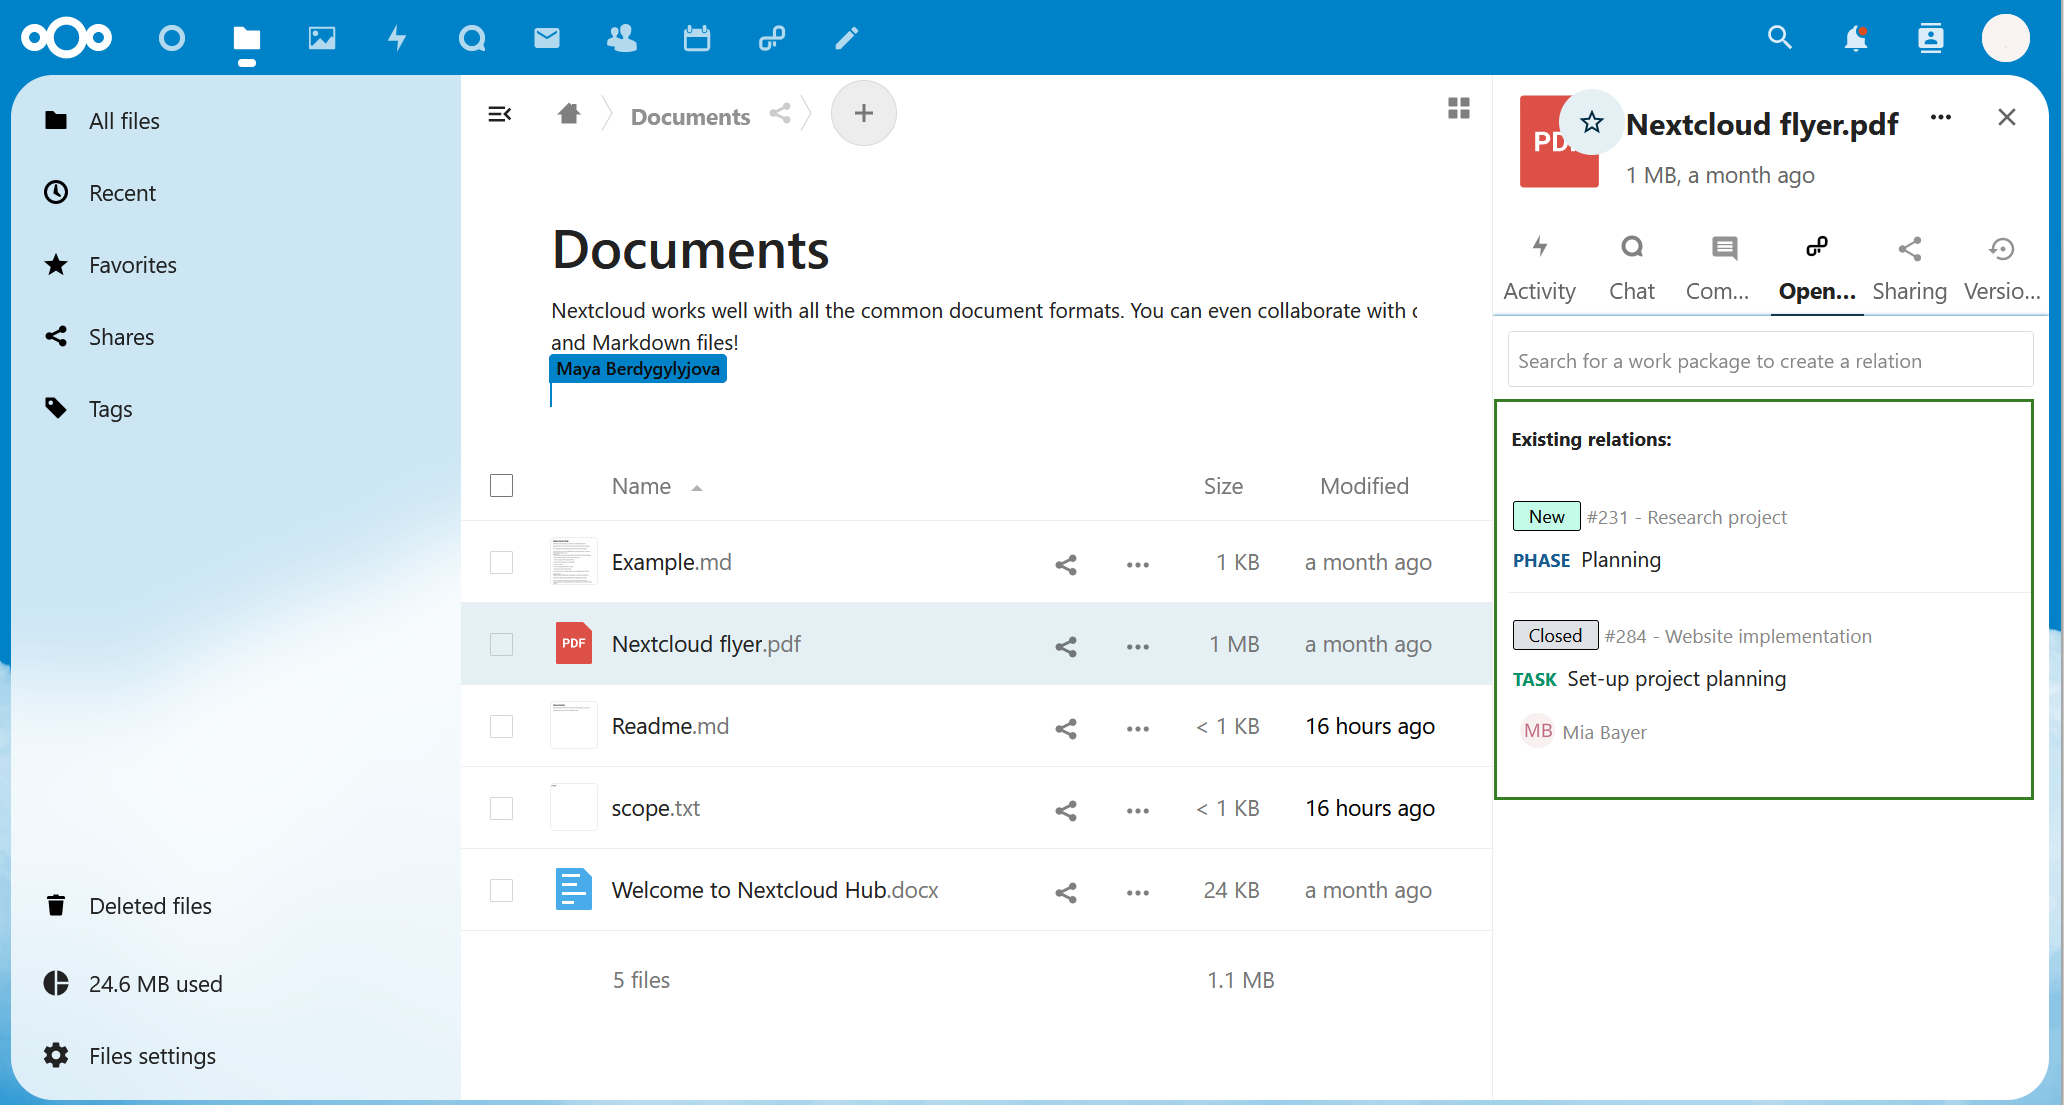 All files
Recent
Favorites
Shares
Tags
Deleted files
24.6 MB used
Files settings
Documents
Documents
Nextcloud works well with all the common document formats. You can even collaborate with
and Markdown files!
Maya Berdygylyjova
Name Size Modified
Example.md 1 KB a month ago
PDF Nextcloud flyer.pdf 1 MB a month ago
Readme.md < 1 KB 16 hours ago
scope.txt < 1 KB 16 hours ago
Welcome to Nextcloud Hub.docx 24 KB a month ago
5 files 1.1 MB
Nextcloud flyer.pdf
1 MB, a month ago
Activity Chat Com... Open... Sharing Versio...
Search for a work package to create a relation
Existing relations:
New #231 - Research project
PHASE Planning
Closed #284 - Website implementation
TASK Set-up project planning
MB Mia Bayer